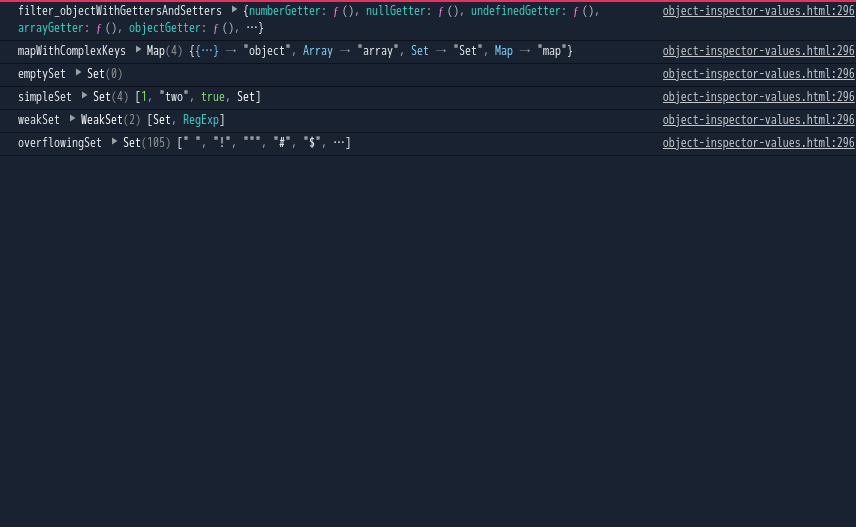 filter_objectWithGettersAndSetters ▶ {numberGetter: ƒ (), nullGetter: ƒ (), undefinedGetter: ƒ (), object-inspector-values.html:296
arrayGetter: ƒ (), objectGetter: ƒ (), …}
mapWithComplexKeys ▶ Map(4) {{…} → "object", Array → "array", Set → "Set", Map → "map"} object-inspector-values.html:296
emptySet ▶ Set(0) object-inspector-values.html:296
simpleSet ▶ Set(4) [1, "two", true, Set] object-inspector-values.html:296
weakSet ▶ WeakSet(2) [Set, RegExp] object-inspector-values.html:296
overflowingSet ▶ Set(105) [" ", "!", """, "#", "$", …] object-inspector-values.html:296